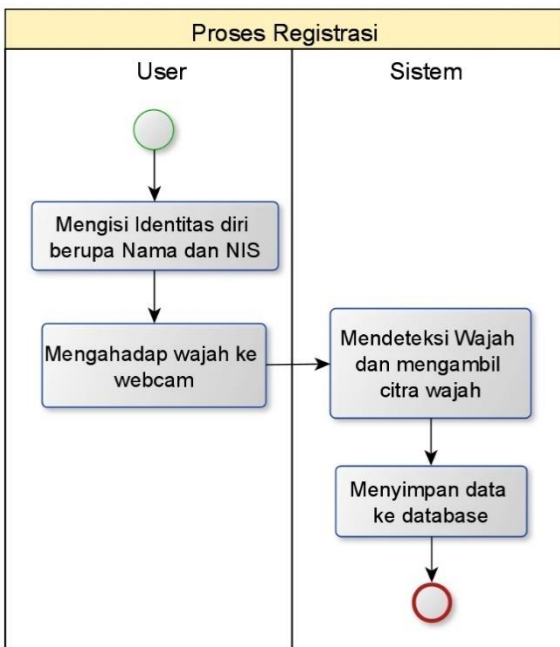 Proses Registrasi
User
Sistem
Mengisi Identitas diri
berupa Nama dan NIS
Mengahadap wajah ke
webcam
Mendeteksi Wajah
dan mengambil
citra wajah
Menyimpan data
ke database